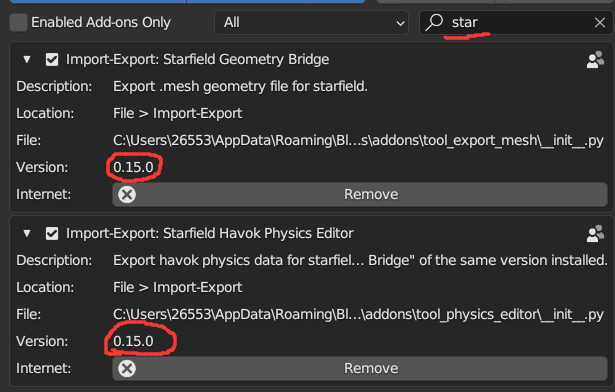 Enabled Add-ons Only
All
star
Import-Export: Starfield Geometry Bridge
Description: Export .mesh geometry file for starfield.
Location: File > Import-Export
File: C:\Users\26553\AppData\Roaming\Bl...s\addons\tool_export_mesh\__init__.py
Version: 0.15.0
Internet: Remove
Import-Export: Starfield Havok Physics Editor
Description: Export havok physics data for starfiel... Bridge" of the same version installed.
Location: File > Import-Export
File: C:\Users\26553\AppData\Roaming\Bl...\addons\tool_physics_editor\__init__.py
Version: 0.15.0
Internet: Remove